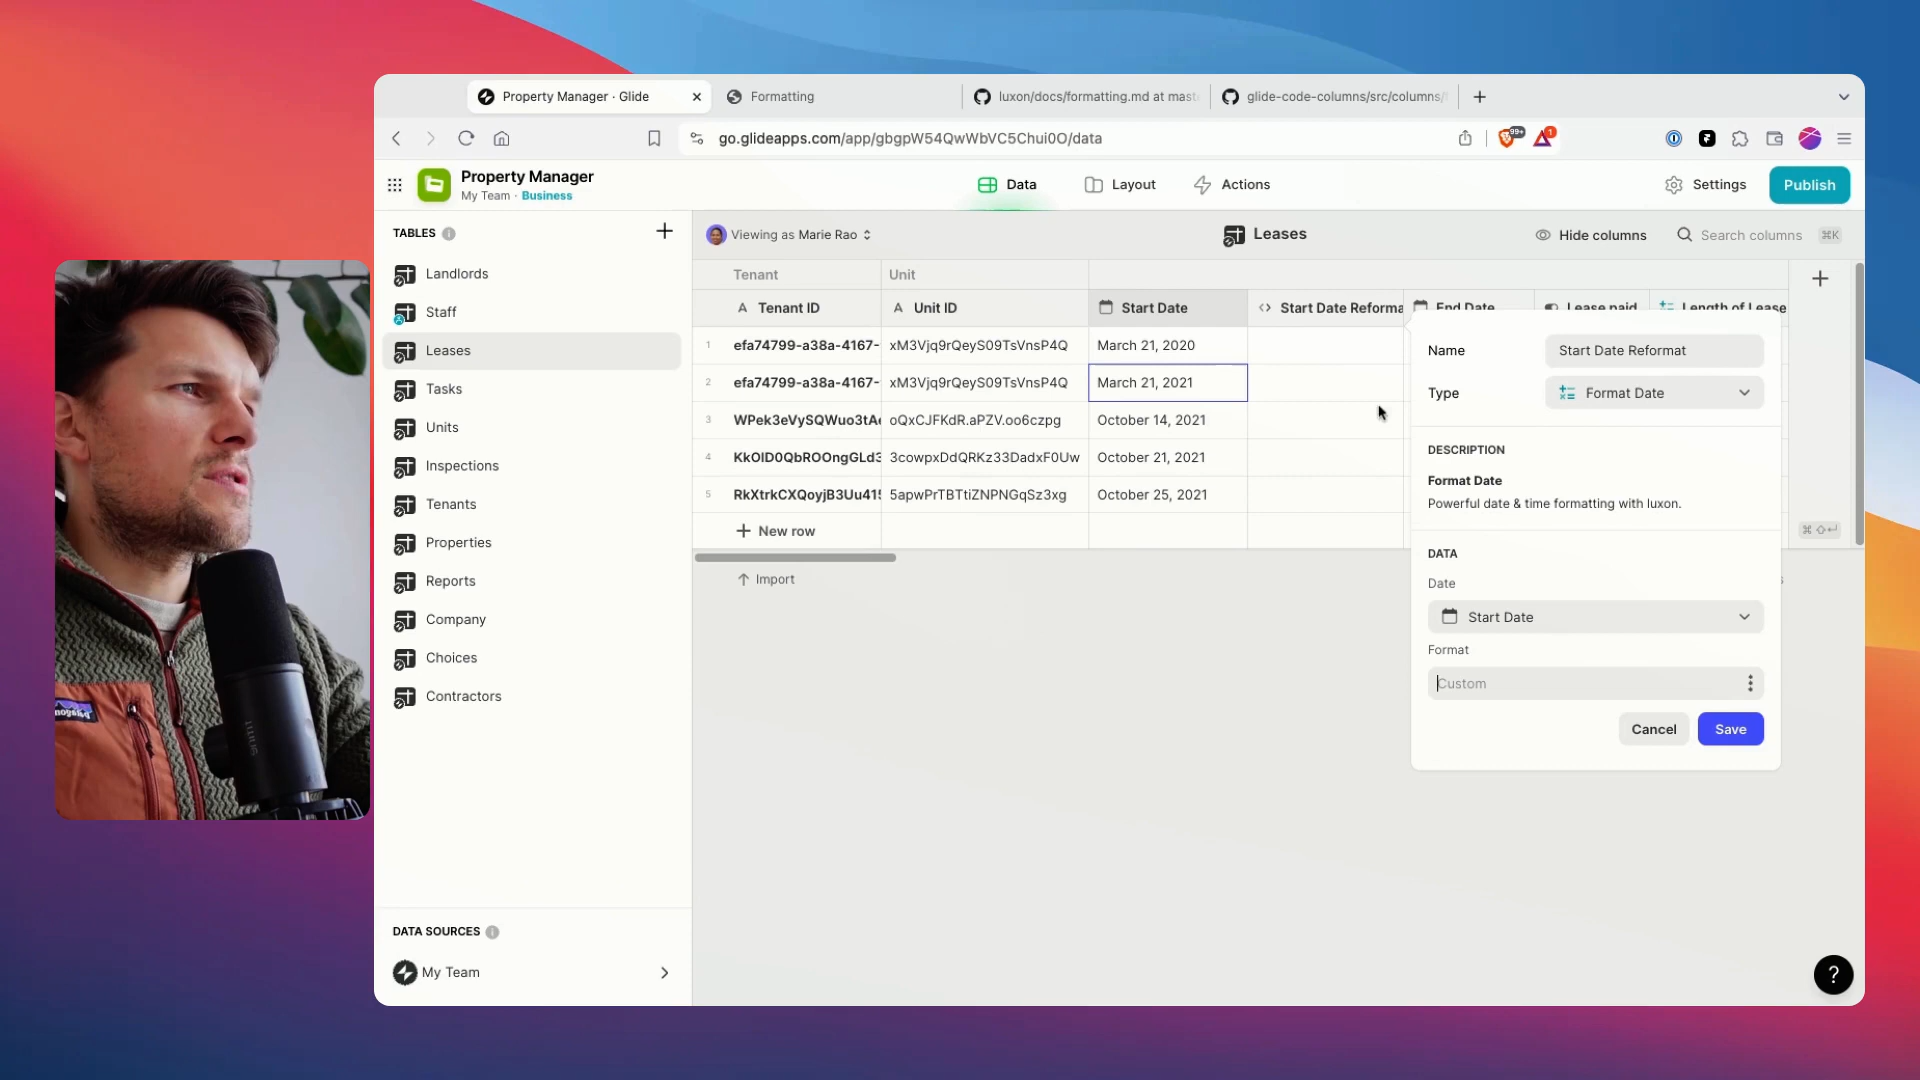 Property Manager · Glide
Formatting
luxon/docs/formatting.md at mast
glide-code-columns/src/columns/f
go.glideapps.com/app/gbgpW54QwWbVC5Chui0O/data
99+
1
Property Manager
My Team · Business
Data
Layout
Actions
Settings
Publish
TABLES
Landlords
Staff
Leases
Tasks
Units
Inspections
Tenants
Properties
Reports
Company
Choices
Contractors
DATA SOURCES
My Team
Viewing as Marie Rao
Leases
Hide columns
Search columns
⌘K
Tenant
Unit
Tenant ID
Unit ID
Start Date
Start Date Reforma
End Date
Lease paid
Length of Lease
1 efa74799-a38a-4167- xM3Vjq9rQeyS09TsVnsP4Q March 21, 2020
2 efa74799-a38a-4167- xM3Vjq9rQeyS09TsVnsP4Q March 21, 2021
3 WPek3eVySQWuo3tAe oQxCJFKdR.aPZV.oo6czpg October 14, 2021
4 KkOlD0QbROOngGLd3 3cowpxDdQRKz33DadxF0Uw October 21, 2021
5 RkXtrkCXQoyjB3Uu415 5apwPrTBTtiZNPNGqSz3xg October 25, 2021
New row
Import
Name
Start Date Reformat
Type
Format Date
DESCRIPTION
Format Date
Powerful date & time formatting with luxon.
DATA
Date
Start Date
Format
Custom
Cancel
Save
?